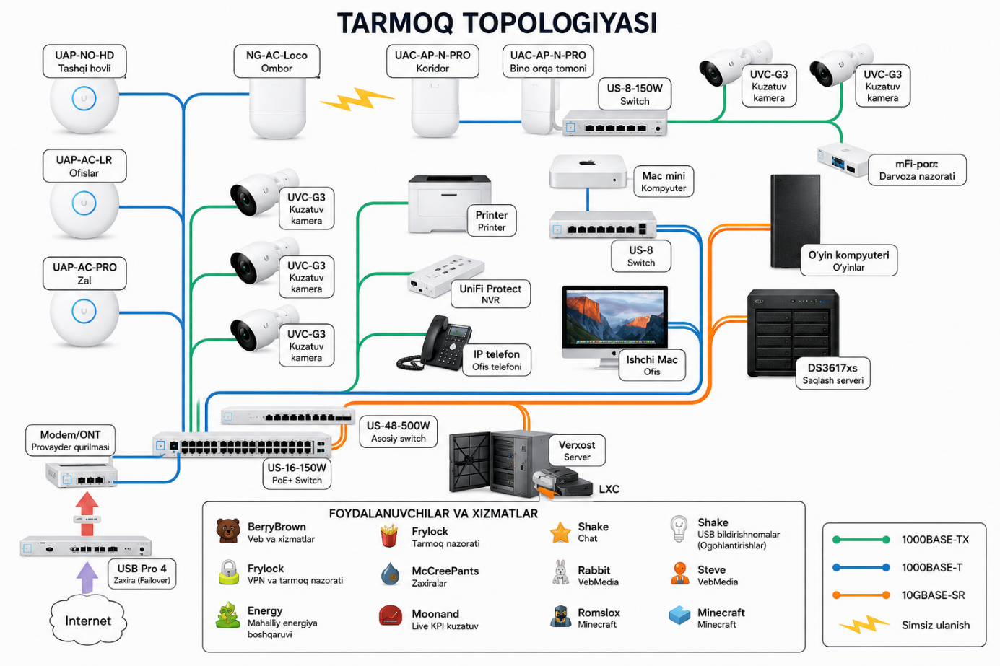 TARMOQ TOPOLOGIYASI
UAP-NO-HD
Tashqi hovli
NG-AC-Loco
Ombor
UAC-AP-N-PRO
Koridor
UAC-AP-N-PRO
Bino orqa tomoni
US-8-150W
Switch
UVC-G3
Kuzatuv
kamera
UVC-G3
Kuzatuv
kamera
mFi-porʦ
Darvoza nazorati
UAP-AC-LR
Ofislar
UVC-G3
Kuzatuv
kamera
Printer
Printer
Mac mini
Kompyuter
US-8
Switch
O'yin kompyuteri
O'yinlar
UAP-AC-PRO
Zal
UVC-G3
Kuzatuv
kamera
UniFi Protect
NVR
UVC-G3
Kuzatuv
kamera
IP telefon
Ofis telefoni
Ishchi Mac
Ofis
DS3617xs
Saqlash serveri
US-48-500W
Asosiy switch
Modem/ONT
Provayder qurilmasi
US-16-150W
PoE+ Switch
Verxost
Server
LXC
USB Pro 4
Zaxira (Failover)
Internet
FOYDALANUVCHILAR VA XIZMATLAR
BerryBrown
Veb va xizmatlar
Frylock
Tarmoq nazorati
Shake
Chat
Shake
USB bildirishnomalar
(Ogohlantirishlar)
Frylock
VPN va tarmoq nazorati
McCreePants
Zaxiralar
Rabbit
VebMedia
Steve
VebMedia
Energy
Mahalliy energiya
boshqaruvi
Moonand
Live KPI kuzatuv
Romslox
Minecraft
Minecraft
Minecraft
1000BASE-TX
1000BASE-T
10GBASE-SR
Simsiz ulanish